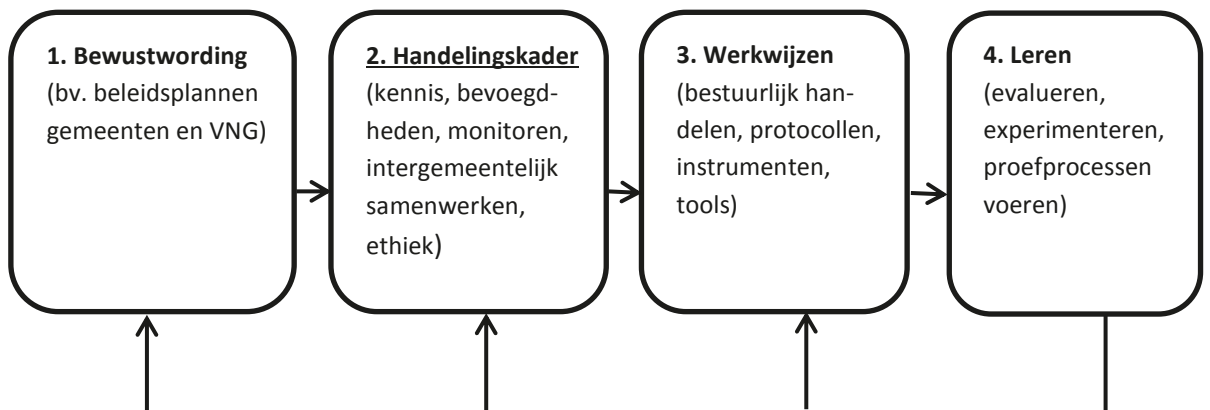 1. Bewustwording
(bv. beleidsplannen
gemeenten en VNG)
2. Handelingskader
(kennis, bevoegd-
heden, monitoren,
intergemeentelijk
samenwerken,
ethiek)
3. Werkwijzen
(bestuurlijk han-
delen, protocollen,
instrumenten,
tools)
4. Leren
(evalueren,
experimenteren,
proefprocessen
voeren)